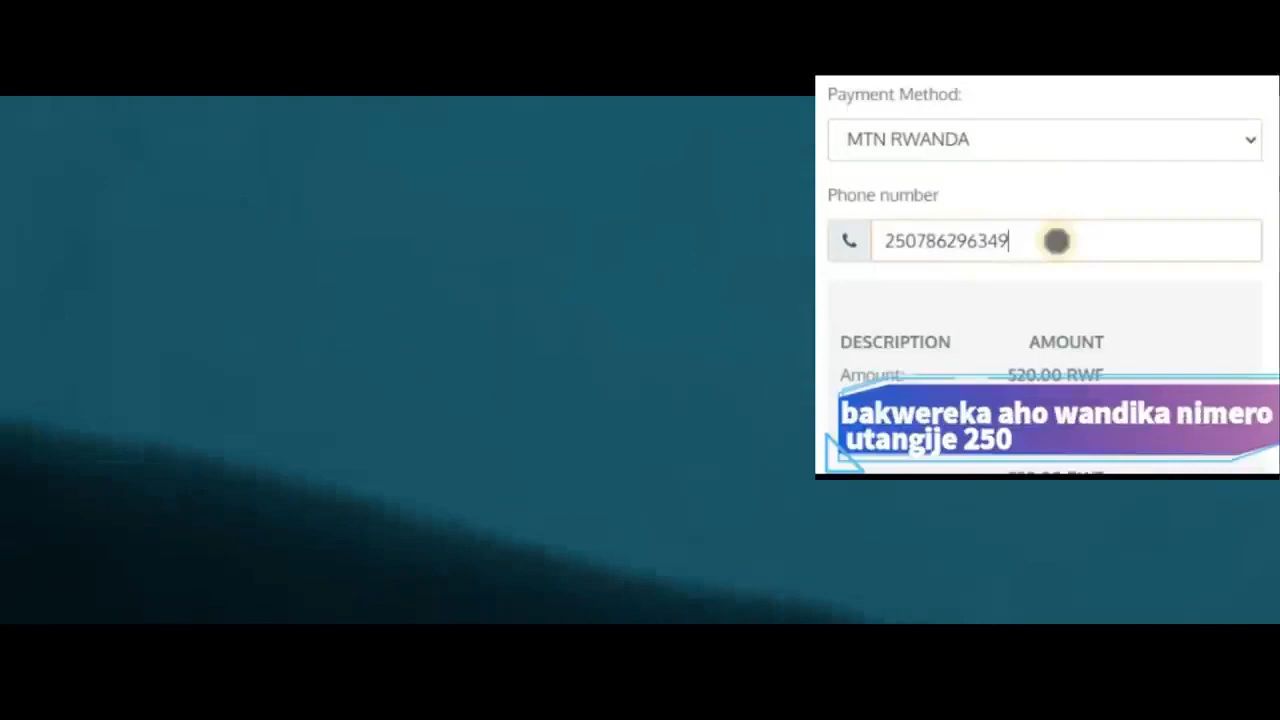 Payment Method:
MTN RWANDA
Phone number
250786296349
DESCRIPTION AMOUNT
Amount: 520.00 RWF
bakwereka aho wandika nimero
utangije 250